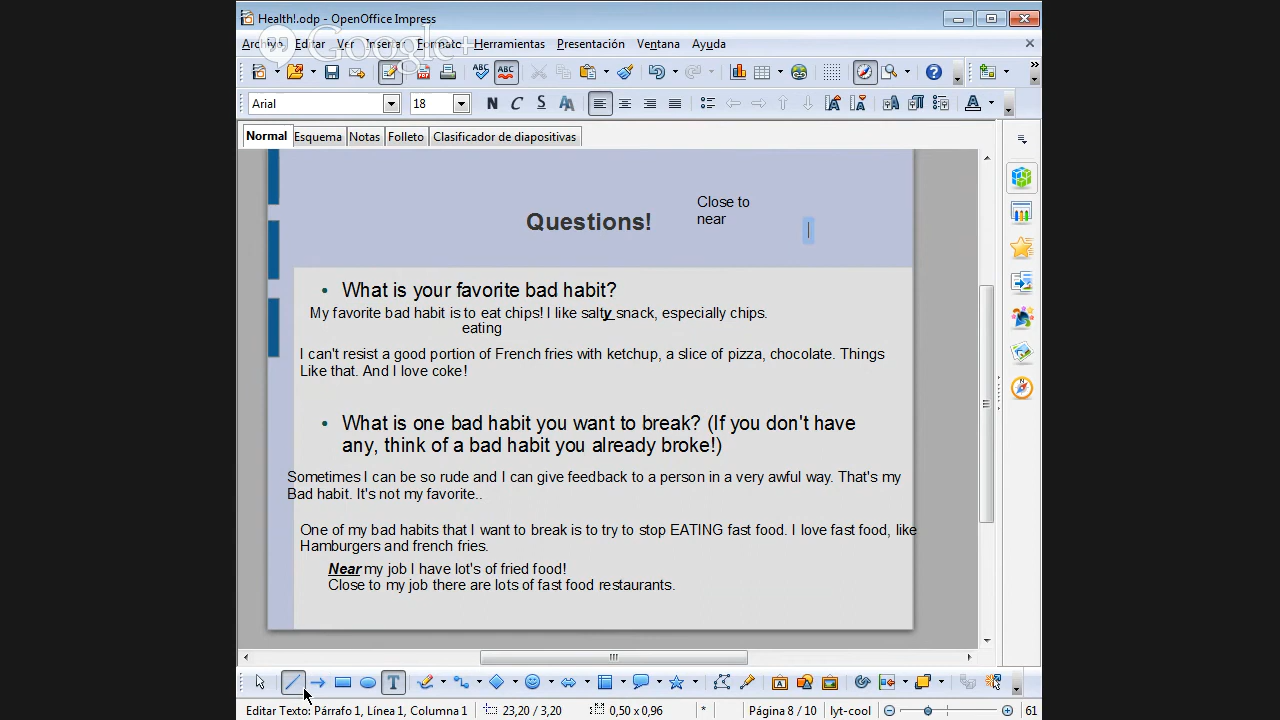 Health!.odp - OpenOffice Impress
Archivo Editar Ver Insertar Formato Herramientas Presentación Ventana Ayuda
Google+
Arial 18 N C S
Normal Esquema Notas Folleto Clasificador de diapositivas
Close to
near
Questions!
• What is your favorite bad habit?
My favorite bad habit is to eat chips! I like salty snack, especially chips.
eating
I can't resist a good portion of French fries with ketchup, a slice of pizza, chocolate. Things
Like that. And I love coke!
• What is one bad habit you want to break? (If you don't have
any, think of a bad habit you already broke!)
Sometimes I can be so rude and I can give feedback to a person in a very awful way. That's my
Bad habit. It's not my favorite..
One of my bad habits that I want to break is to try to stop EATING fast food. I love fast food, like
Hamburgers and french fries.
Near my job I have lot's of fried food!
Close to my job there are lots of fast food restaurants.
Editar Texto: Párrafo 1, Línea 1, Columna 1 23,20 / 3,20 0,50 x 0,96 * Página 8 / 10 lyt-cool 61